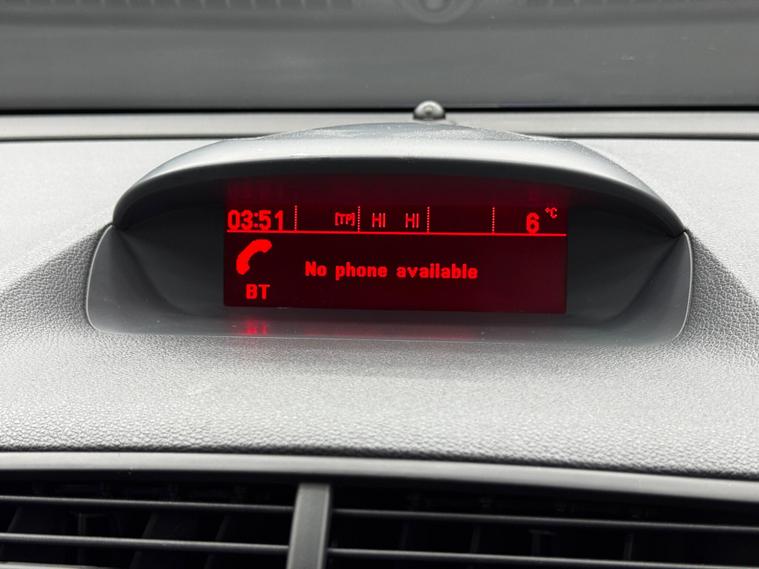 03:51 [TP] HI HI 6 °C
No phone available
BT